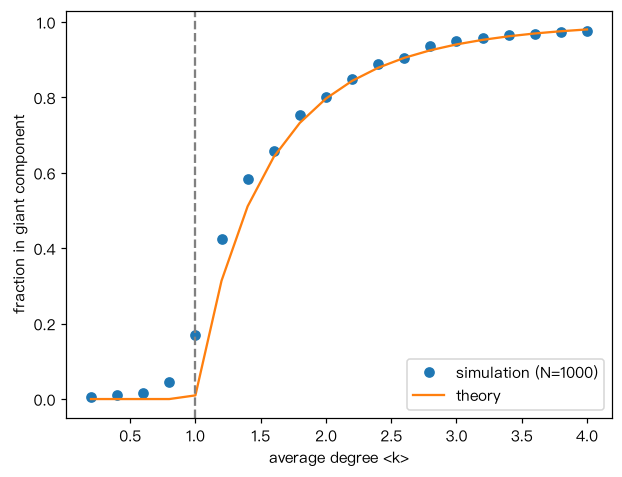 1.0
0.8
0.6
0.4
0.2
0.0
fraction in giant component
simulation (N=1000)
theory
0.5 1.0 1.5 2.0 2.5 3.0 3.5 4.0
average degree <k>